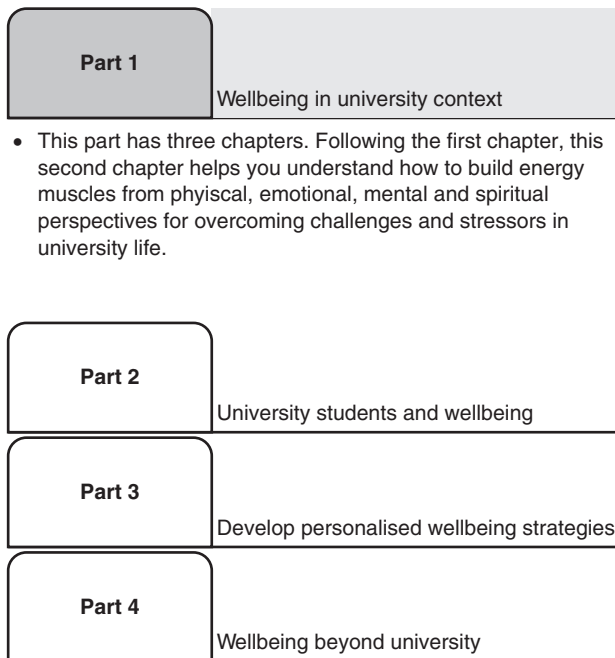 Part 1
Wellbeing in university context
• This part has three chapters. Following the first chapter, this
second chapter helps you understand how to build energy
muscles from phyiscal, emotional, mental and spiritual
perspectives for overcoming challenges and stressors in
university life.
Part 2
University students and wellbeing
Part 3
Develop personalised wellbeing strategies
Part 4
Wellbeing beyond university